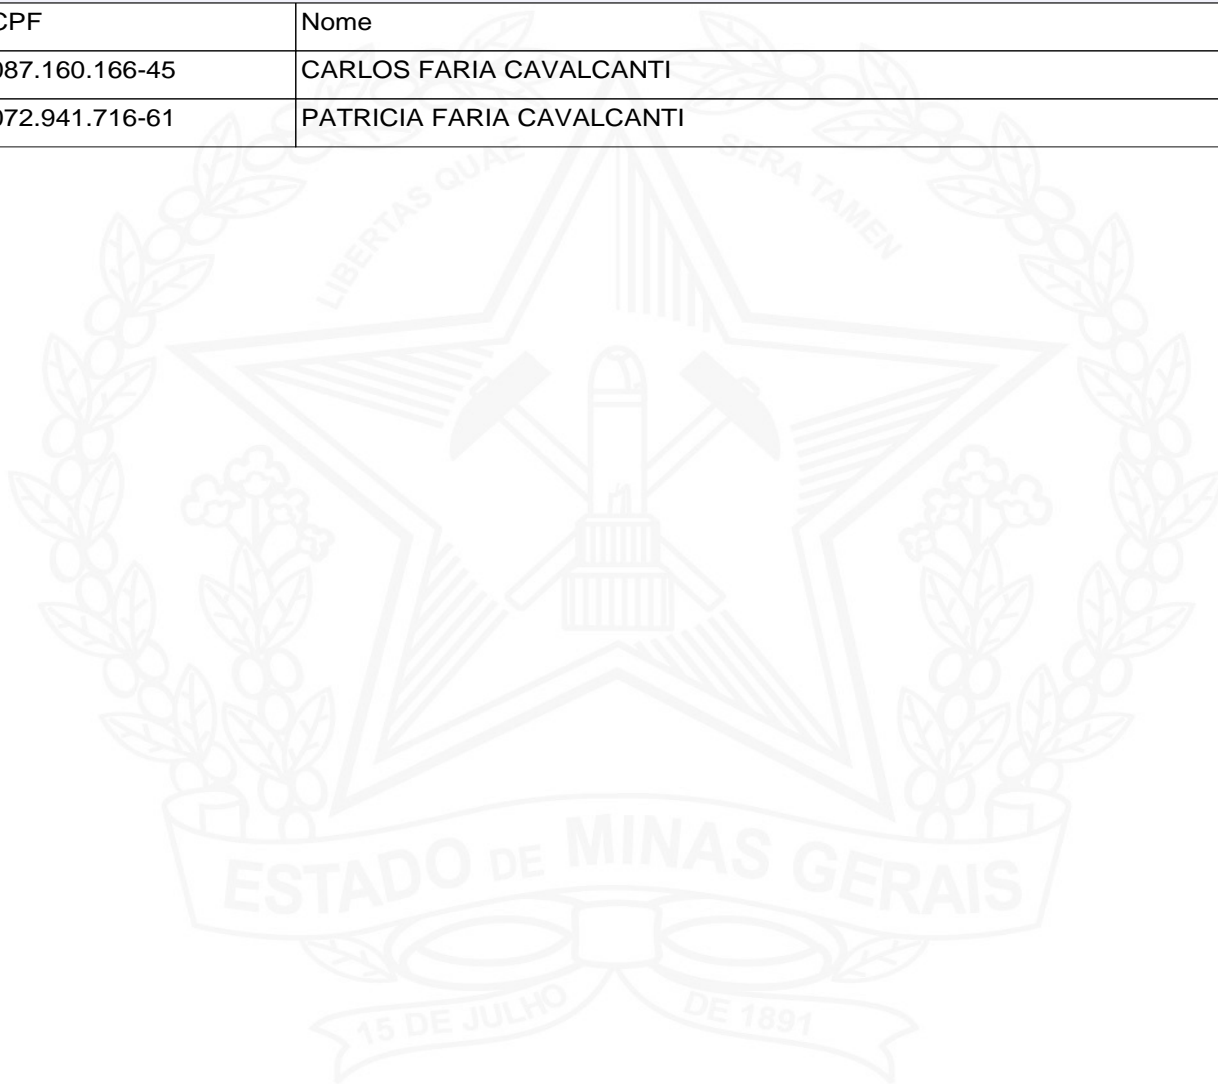 CPF Nome
087.160.166-45 CARLOS FARIA CAVALCANTI
072.941.716-61 PATRICIA FARIA CAVALCANTI
LIBERTAS QUAE SERA TAMEN
ESTADO DE MINAS GERAIS
15 DE JULHO DE 1891